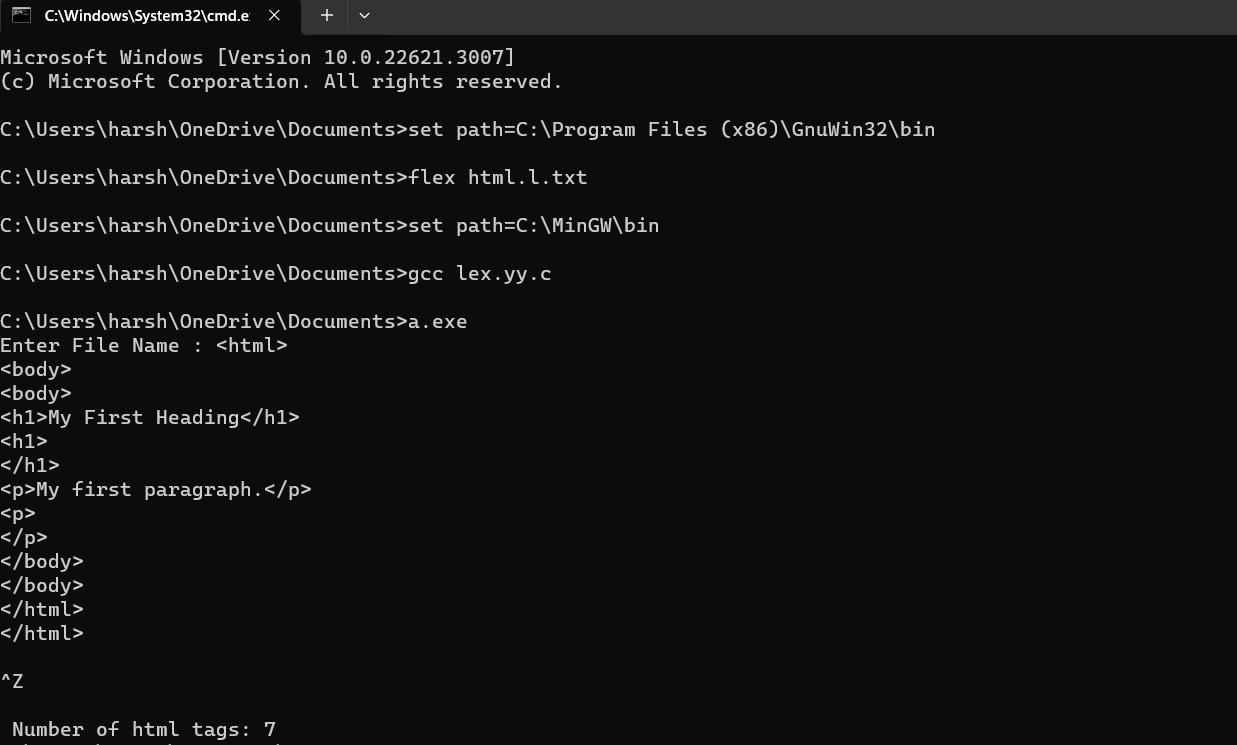 C:\Windows\System32\cmd.e
Microsoft Windows [Version 10.0.22621.3007]
(c) Microsoft Corporation. All rights reserved.
C:\Users\harsh\OneDrive\Documents>set path=C:\Program Files (x86)\GnuWin32\bin
C:\Users\harsh\OneDrive\Documents>flex html.l.txt
C:\Users\harsh\OneDrive\Documents>set path=C:\MinGW\bin
C:\Users\harsh\OneDrive\Documents>gcc lex.yy.c
C:\Users\harsh\OneDrive\Documents>a.exe
Enter File Name : <html>
<body>
<body>
<h1>My First Heading</h1>
<h1>
</h1>
<p>My first paragraph.</p>
<p>
</p>
</body>
</body>
</html>
</html>
^Z
Number of html tags: 7